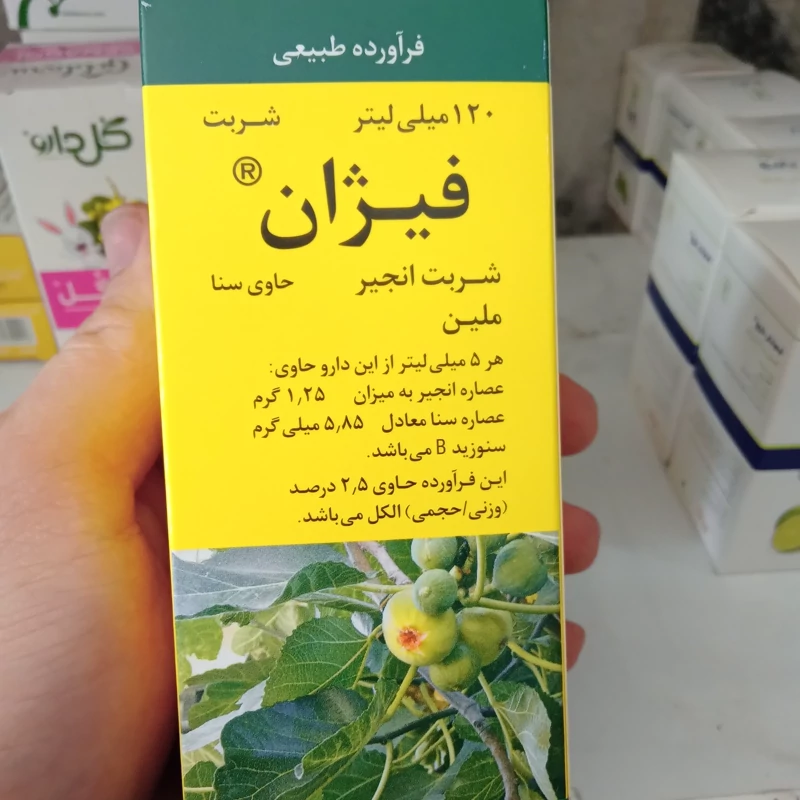 فرآورده طبیعی
۱۲۰ میلی لیتر شربت
فیژان®
شربت انجیر حاوی سنا
ملین
هر ۵ میلی لیتر از این دارو حاوی:
عصاره انجیر به میزان ۱٫۲۵ گرم
عصاره سنا معادل ۵٫۸۵ میلی گرم
سنوزید B می‌باشد.
این فرآورده حاوی ۲٫۵ درصد
(وزنی/حجمی) الکل می‌باشد.
گل دارو